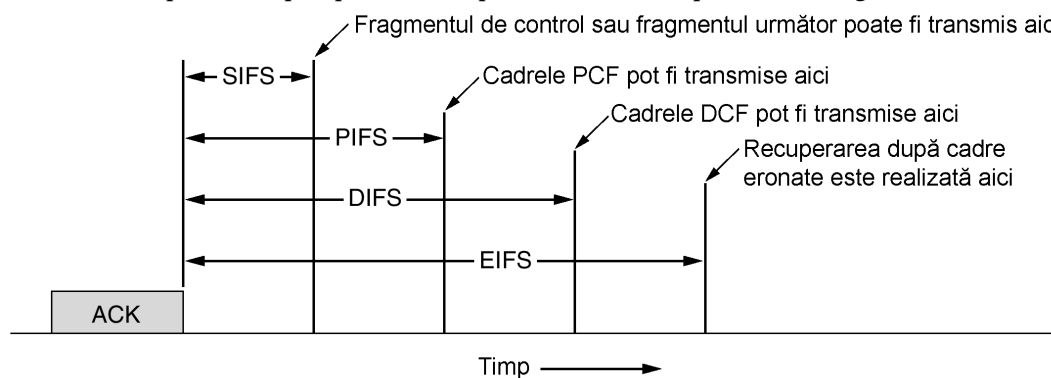 Fragmentul de control sau fragmentul următor poate fi transmis aici
SIFS
Cadrele PCF pot fi transmise aici
PIFS
Cadrele DCF pot fi transmise aici
Recuperarea după cadre
eronate este realizată aici
DIFS
EIFS
ACK
Timp